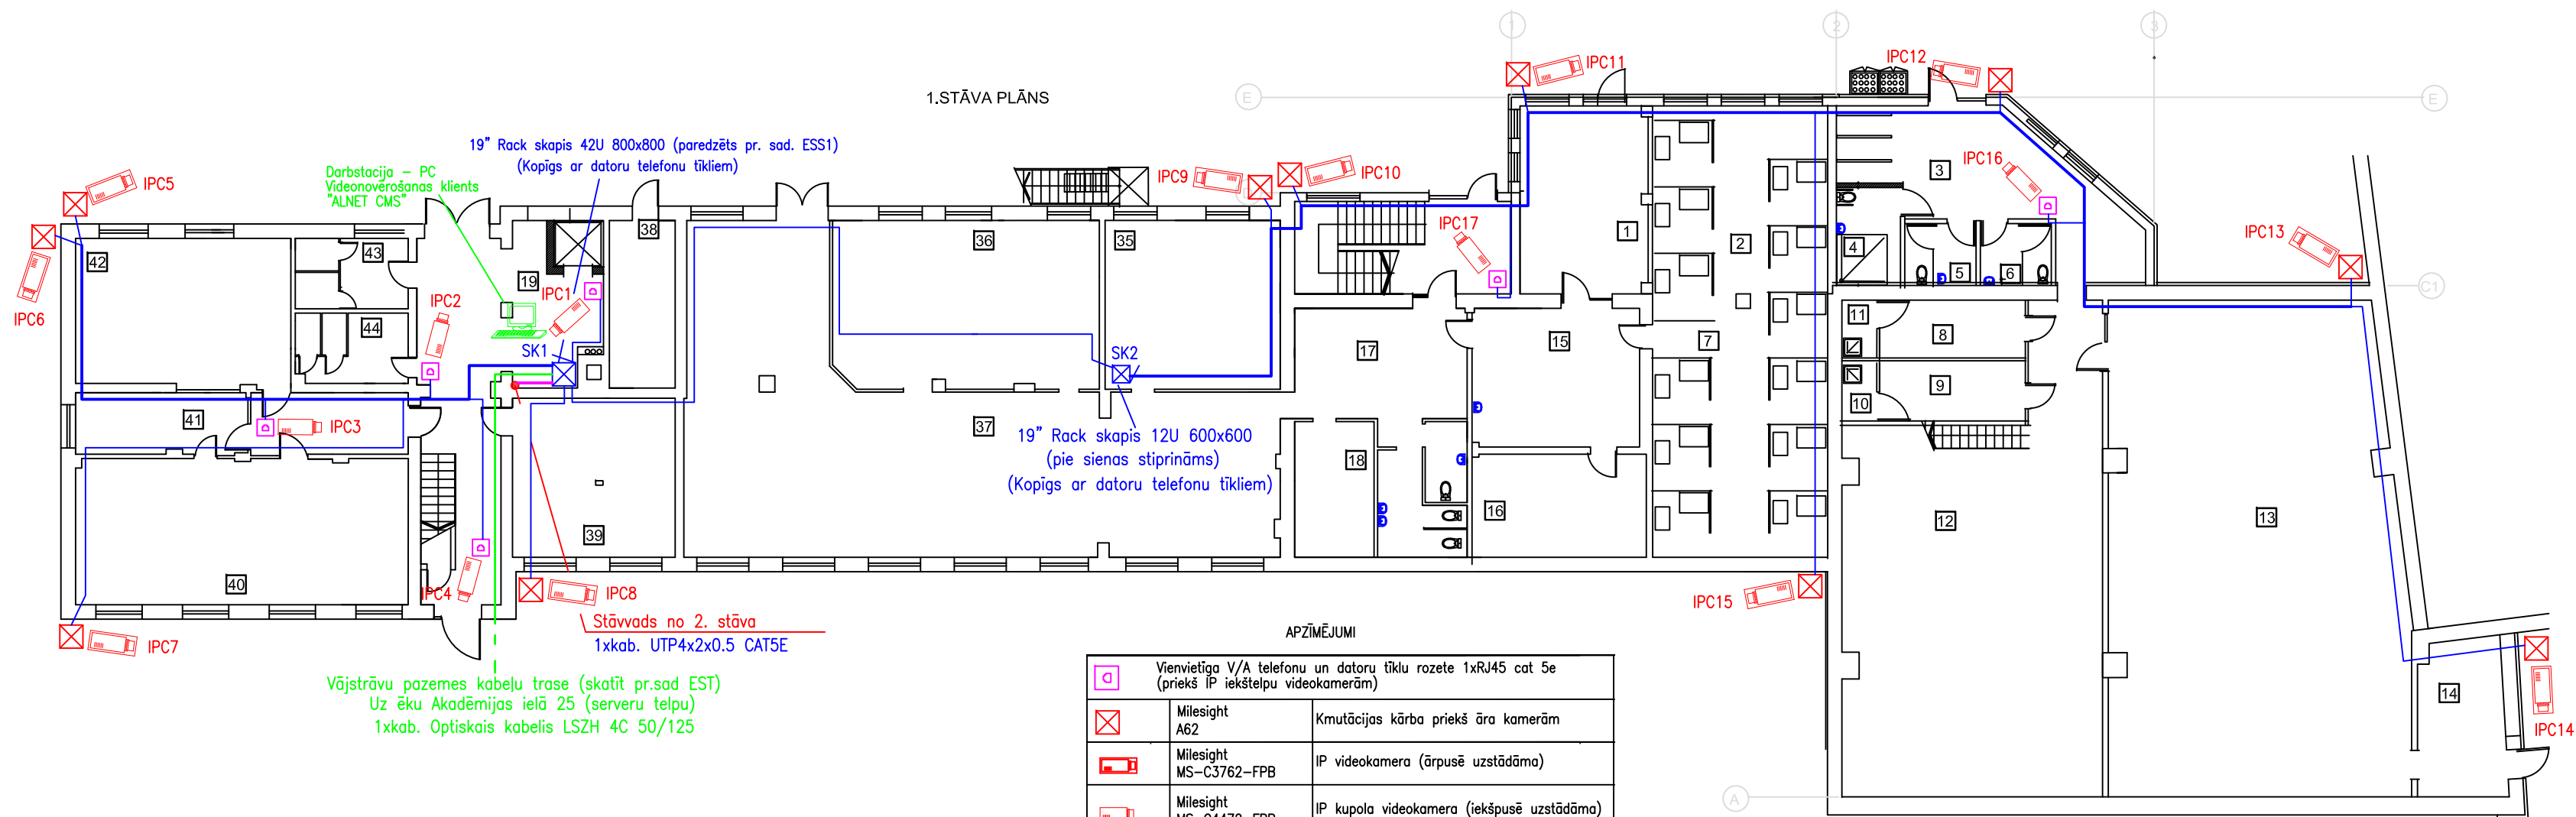 1
2
3
IPC11
IPC12
1.STĀVA PLĀNS
E
E
19" Rack skapis 42U 800x800 (paredzēts pr. sad. ESS1)
(Kopīgs ar datoru telefonu tīkliem)
Darbstacija – PC
Videonovērošanas klients
"ALNET CMS"
IPC5
IPC9
IPC10
IPC16
3
IPC17
IPC13
38
36
35
1
2
42
43
4
5
6
19
IPC1
IPC2
C1
IPC6
44
SK1
SK2
11
8
17
15
7
9
10
41
IPC3
37
19" Rack skapis 12U 600x600
(pie sienas stiprināms)
(Kopīgs ar datoru telefonu tīkliem)
18
16
12
13
39
40
IPC4
IPC8
IPC15
Stāvvads no 2. stāva
1xkab. UTP4x2x0.5 CAT5E
IPC7
APZĪMĒJUMI
Vājstrāvu pazemes kabeļu trase (skatīt pr.sad EST)
Uz ēku Akadēmijas ielā 25 (serveru telpu)
1xkab. Optiskais kabelis LSZH 4C 50/125
Vienvietīga V/A telefonu un datoru tīklu rozete 1xRJ45 cat 5e
(priekš IP iekštelpu videokamerām)
Milesight
A62
Kmutācijas kārba priekš āra kamerām
Milesight
MS-C3762-FPB
IP videokamera (ārpusē uzstādāma)
Milesight
IP kupola videokamera (iekšpusē uzstādāma)
14
IPC14
A